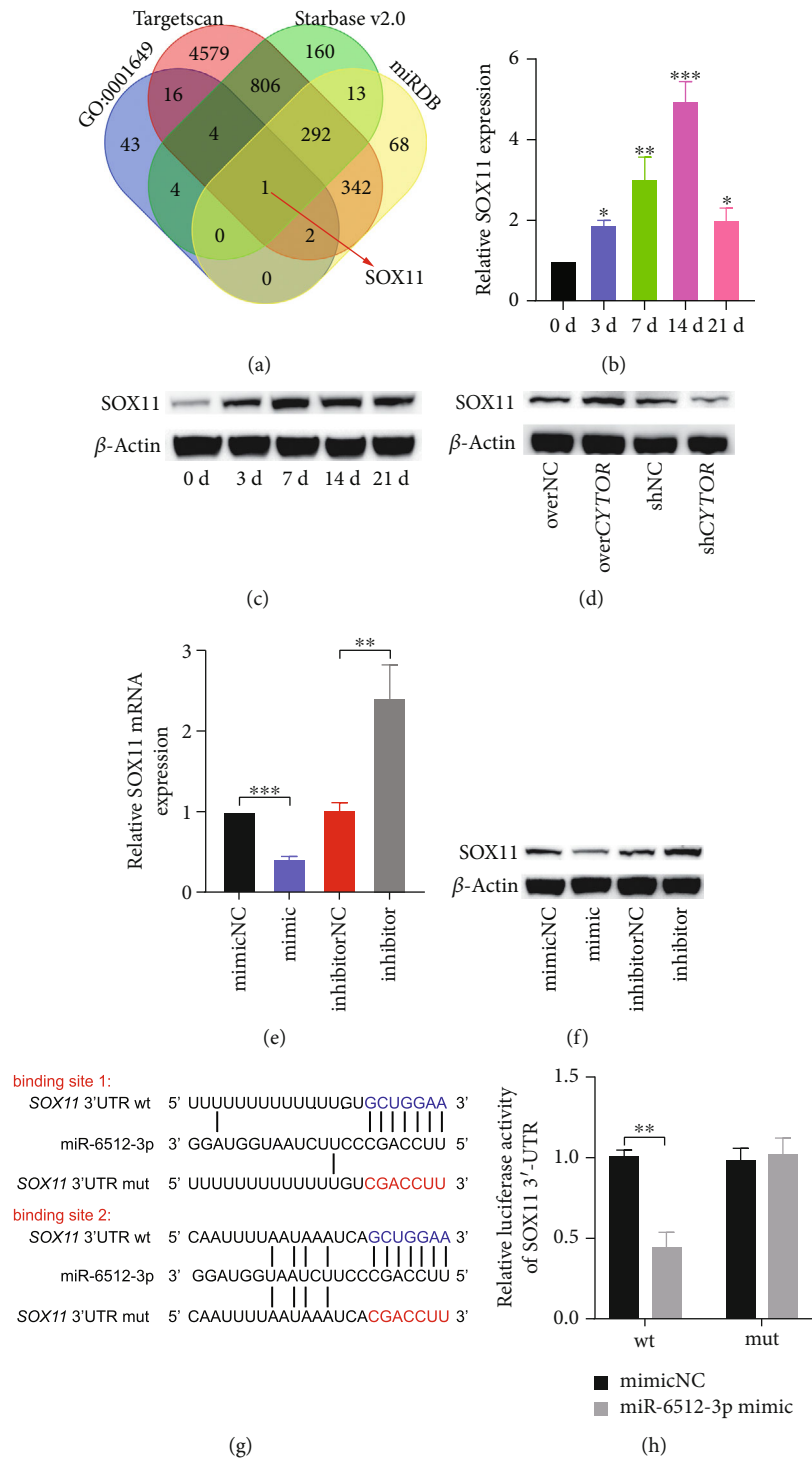 Targetscan
Starbase v2.0
GO:0001649
miRDB
4579
160
16
806
13
43
4
292
68
4
1
342
0
2
0
SOX11
(a)
Relative SOX11 expression
6
4
2
0
*
**
***
*
0 d 3 d 7 d 14 d 21 d
(b)
SOX11
β-Actin
0 d 3 d 7 d 14 d 21 d
(c)
SOX11
β-Actin
overNC
overCYTOR
shNC
shCYTOR
(d)
Relative SOX11 mRNA
expression
3
2
1
0
***
**
mimicNC
mimic
inhibitorNC
inhibitor
(e)
SOX11
β-Actin
mimicNC
mimic
inhibitorNC
inhibitor
(f)
binding site 1:
SOX11 3'UTR wt 5' UUUUUUUUUUUUUUGUGCUGGAA 3'
miR-6512-3p 3' GGAUGGUAAUCUUCCCGACCUU 5'
SOX11 3'UTR mut 5' UUUUUUUUUUUUUUGUCGACCUU 3'
binding site 2:
SOX11 3'UTR wt 5' CAAUUUUAAUAAAUCAGCUGGAA 3'
miR-6512-3p 3' GGAUGGUAAUCUUCCCGACCUU 5'
SOX11 3'UTR mut 5' CAAUUUUAAUAAAUCACGACCUU 3'
(g)
Relative luciferase activity
of SOX11 3′-UTR
1.5
1.0
0.5
0.0
**
wt mut
mimicNC
miR-6512-3p mimic
(h)